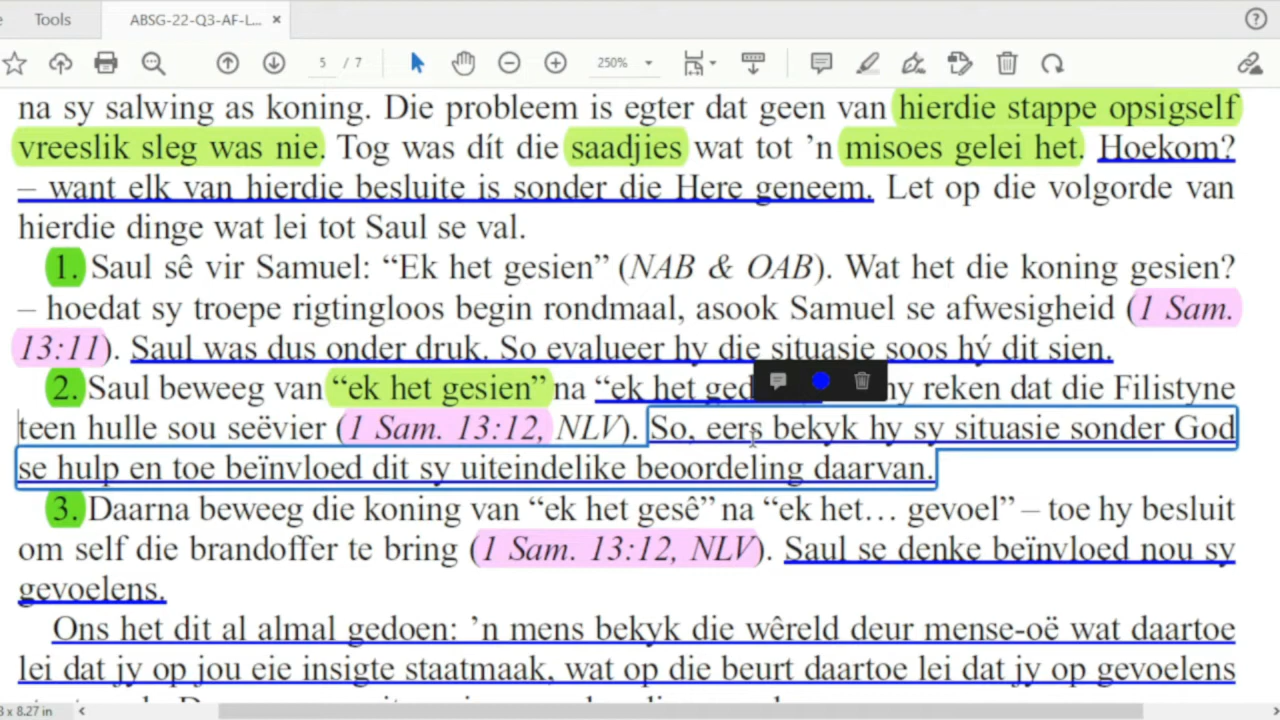 e Tools ABSG-22-Q3-AF-L... ×
5 / 7 250%
na sy salwing as koning. Die probleem is egter dat geen van hierdie stappe opsigself
vreeslik sleg was nie. Tog was dít die saadjies wat tot ’n misoes gelei het. Hoekom?
– want elk van hierdie besluite is sonder die Here geneem. Let op die volgorde van
hierdie dinge wat lei tot Saul se val.
1. Saul sê vir Samuel: “Ek het gesien” (NAB & OAB). Wat het die koning gesien?
– hoedat sy troepe rigtingloos begin rondmaal, asook Samuel se afwesigheid (1 Sam.
13:11). Saul was dus onder druk. So evalueer hy die situasie soos hý dit sien.
2. Saul beweeg van “ek het gesien” na “ek het ged hy reken dat die Filistyne
teen hulle sou seëvier (1 Sam. 13:12, NLV). So, eers bekyk hy sy situasie sonder God
se hulp en toe beïnvloed dit sy uiteindelike beoordeling daarvan.
3. Daarna beweeg die koning van “ek het gesê” na “ek het… gevoel” – toe hy besluit
om self die brandoffer te bring (1 Sam. 13:12, NLV). Saul se denke beïnvloed nou sy
gevoelens.
Ons het dit al almal gedoen: ’n mens bekyk die wêreld deur mense-oë wat daartoe
lei dat jy op jou eie insigte staatmaak, wat op die beurt daartoe lei dat jy op gevoelens
x 8.27 in